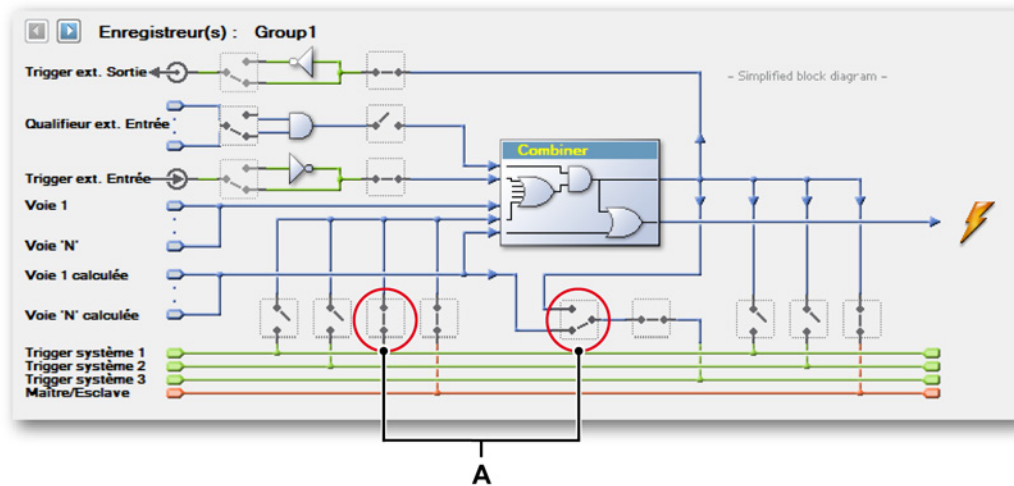 Enregistreur(s) : Group1
Trigger ext. Sortie
- Simplified block diagram -
Qualifieur ext. Entrée
Combiner
Trigger ext. Entrée
Voie 1
Voie 'N'
Voie 1 calculée
Voie 'N' calculée
Trigger système 1
Trigger système 2
Trigger système 3
Maître/Esclave
A